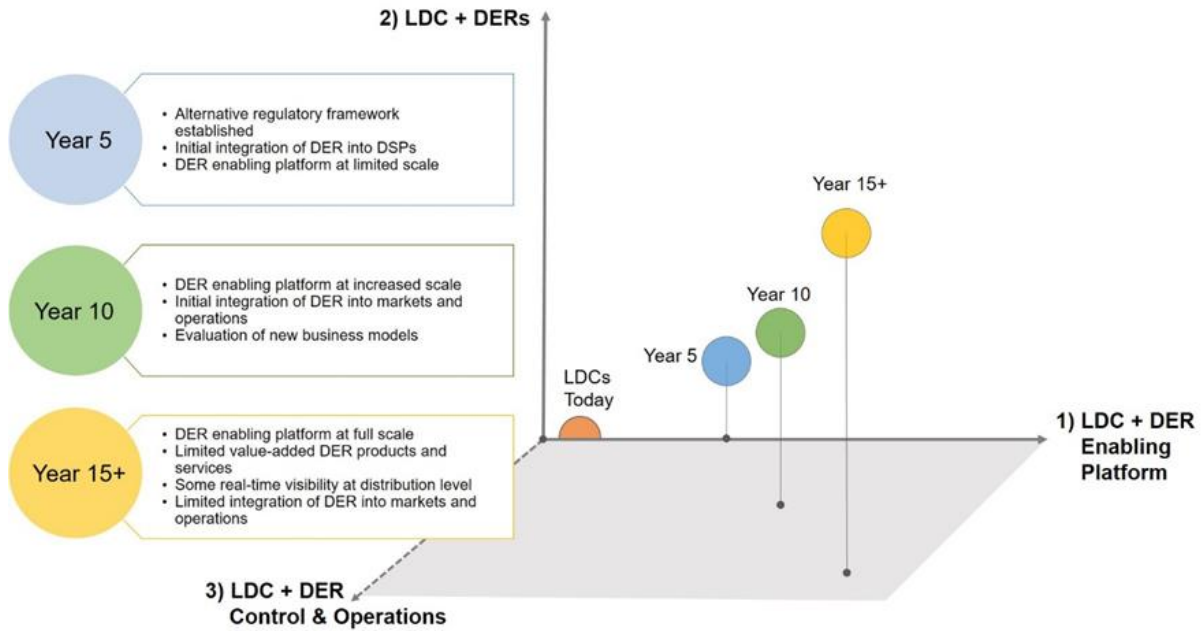 2) LDC + DERs
Year 5
• Alternative regulatory framework
established
• Initial integration of DER into DSPs
• DER enabling platform at limited scale
Year 10
• DER enabling platform at increased scale
• Initial integration of DER into markets and
operations
• Evaluation of new business models
Year 15+
• DER enabling platform at full scale
• Limited value-added DER products and
services
• Some real-time visibility at distribution level
• Limited integration of DER into markets and
operations
Year 15+
Year 10
Year 5
LDCs
Today
1) LDC + DER
Enabling
Platform
3) LDC + DER
Control & Operations